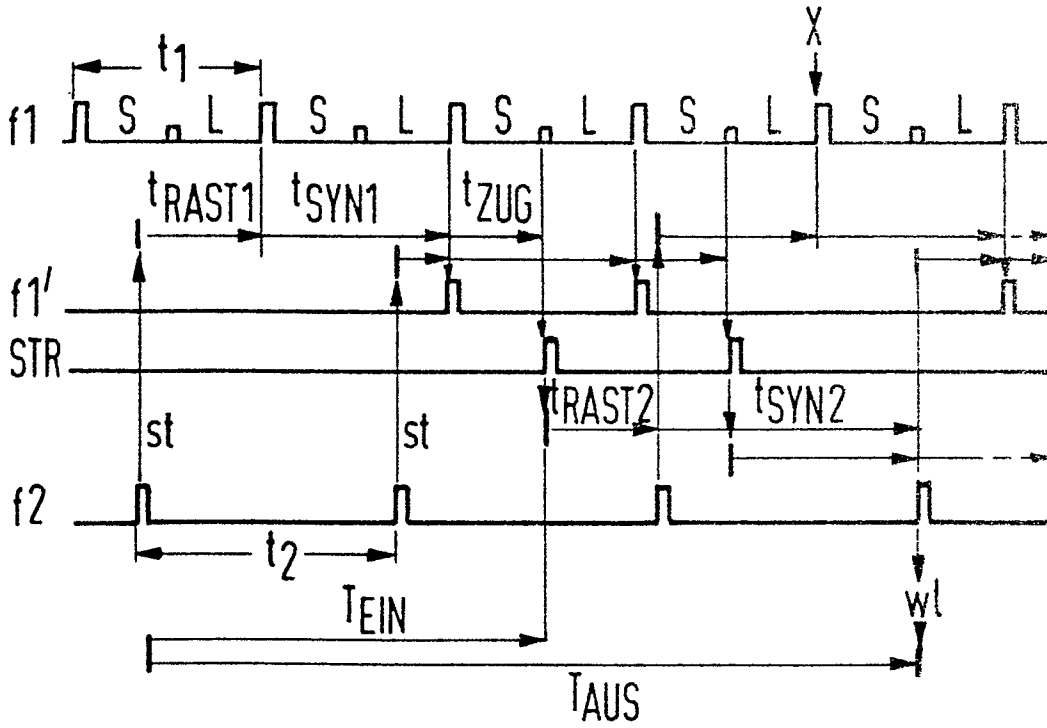 X
t1
f1 S L S L S L S L S L
tRAST1 tSYN1 tZUG
f1'
STR
tRAST2 tSYN2
st st
f2
t2
TEIN
wl
TAUS